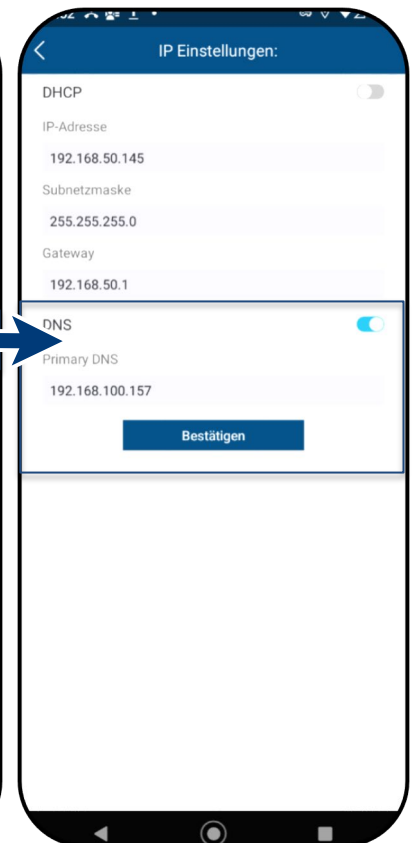 IP Einstellungen:
DHCP
IP-Adresse
192.168.50.145
Subnetzmaske
255.255.255.0
Gateway
192.168.50.1
DNS
Primary DNS
192.168.100.157
Bestätigen